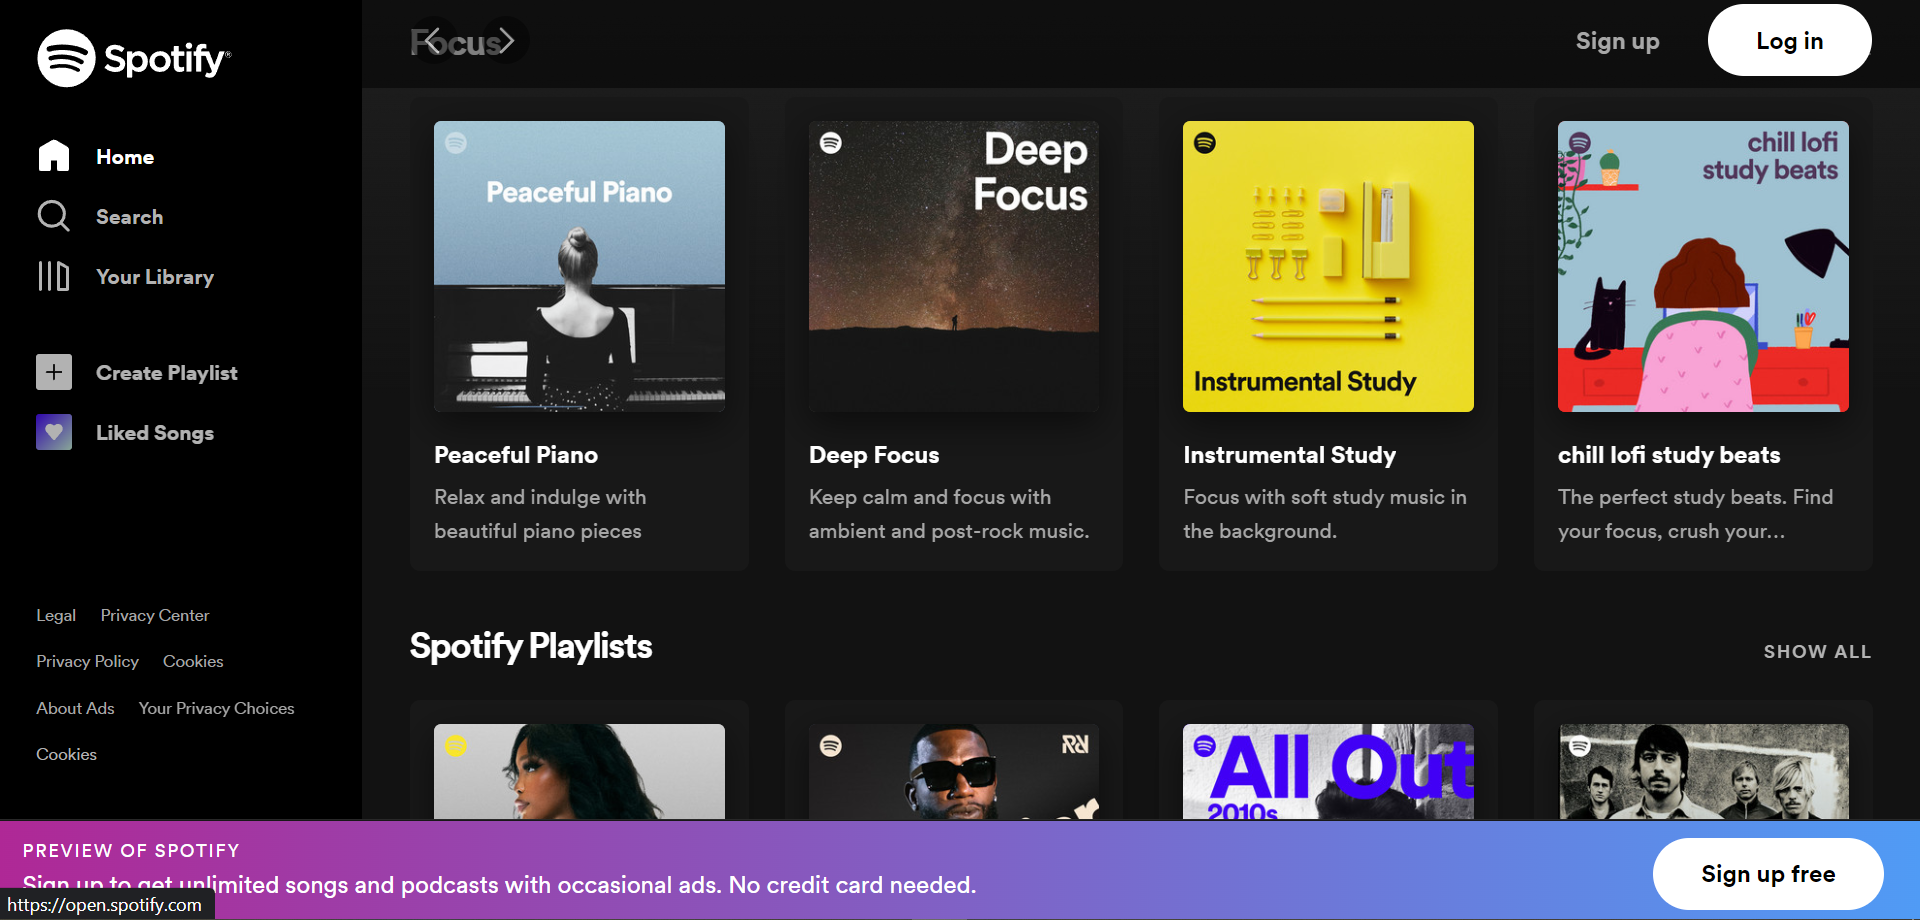 Spotify®
Home
Search
Your Library
Create Playlist
Liked Songs
Legal Privacy Center
Privacy Policy Cookies
About Ads Your Privacy Choices
Cookies
Focus
Sign up
Log in
Peaceful Piano
Peaceful Piano
Relax and indulge with
beautiful piano pieces
Deep
Focus
Deep Focus
Keep calm and focus with
ambient and post-rock music.
Instrumental Study
Instrumental Study
Focus with soft study music in
the background.
chill lofi
study beats
chill lofi study beats
The perfect study beats. Find
your focus, crush your...
Spotify Playlists
SHOW ALL
All Out
2010s
PREVIEW OF SPOTIFY
Sign up to get unlimited songs and podcasts with occasional ads. No credit card needed.
Sign up free
https://open.spotify.com